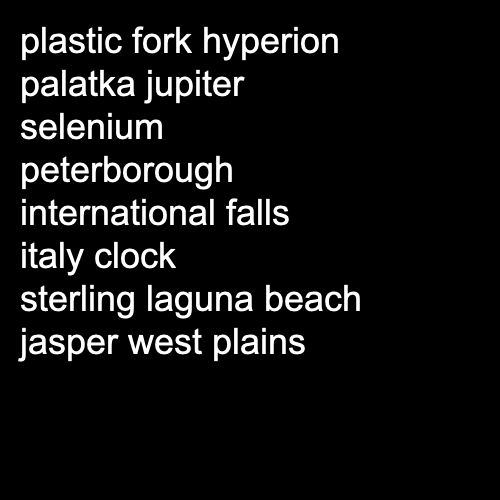 plastic fork hyperion
palatka jupiter
selenium
peterborough
international falls
italy clock
sterling laguna beach
jasper west plains